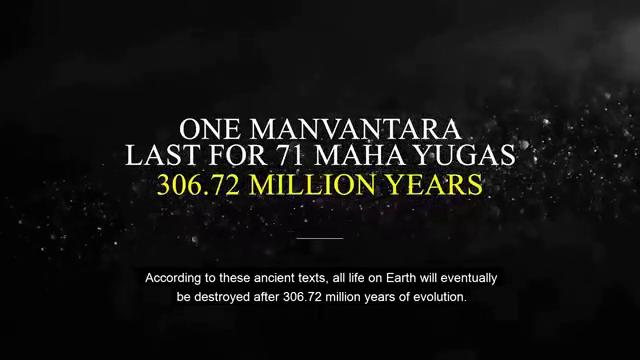 ONE MANVANTARA
LAST FOR 71 MAHA YUGAS
306.72 MILLION YEARS
According to these ancient texts, all life on Earth will eventually
be destroyed after 306.72 million years of evolution.